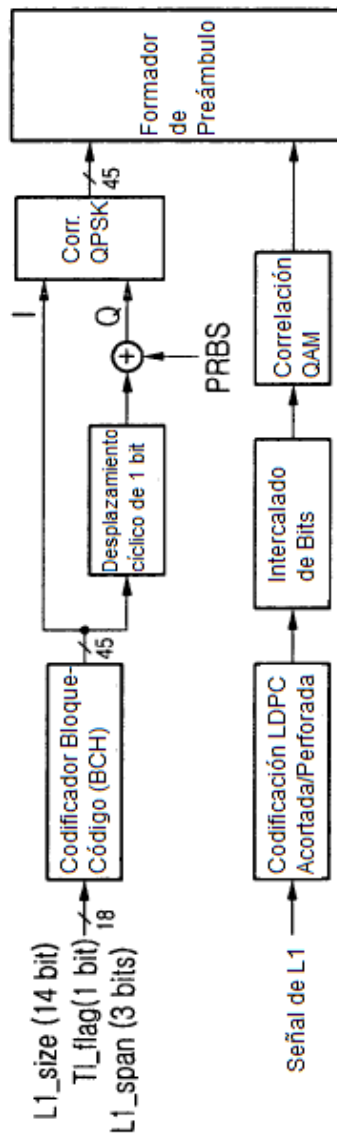 L1_size (14 bit)
TI_flag(1 bit)
L1_span (3 bits)
18
Codificador Bloque-
Código (BCH)
45
I
Desplazamiento
cíclico de 1 bit
Q
PRBS
Corr.
QPSK
45
Formador
de
Preámbulo
Señal de L1
Codificación LDPC
Acortada/Perforada
Intercalado
de Bits
Correlación
QAM